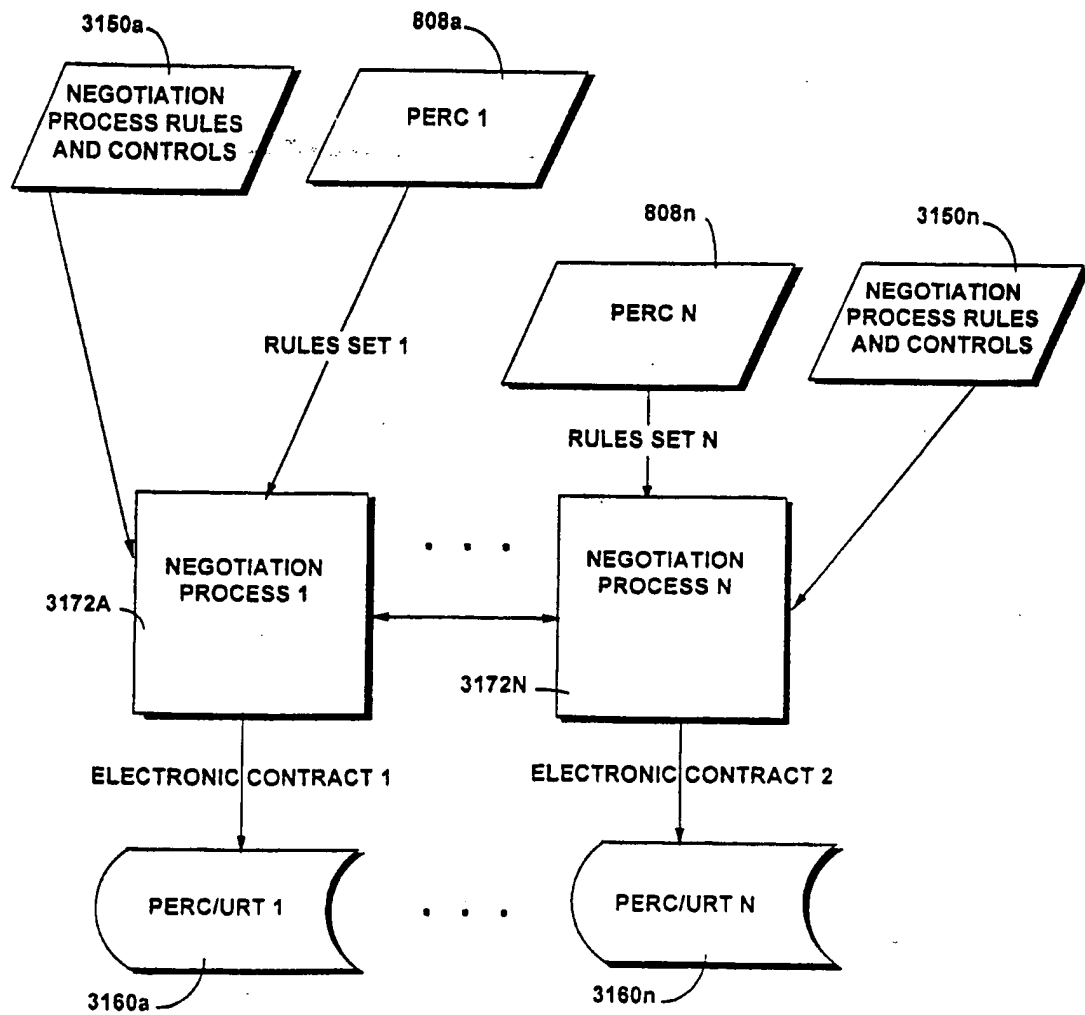 3150a
808a
NEGOTIATION
PROCESS RULES
AND CONTROLS
PERC 1
808n
3150n
PERC N
NEGOTIATION
PROCESS RULES
AND CONTROLS
RULES SET 1
RULES SET N
NEGOTIATION
PROCESS 1
. . .
NEGOTIATION
PROCESS N
3172A
3172N
ELECTRONIC CONTRACT 1
ELECTRONIC CONTRACT 2
PERC/URT 1
. . .
PERC/URT N
3160a
3160n